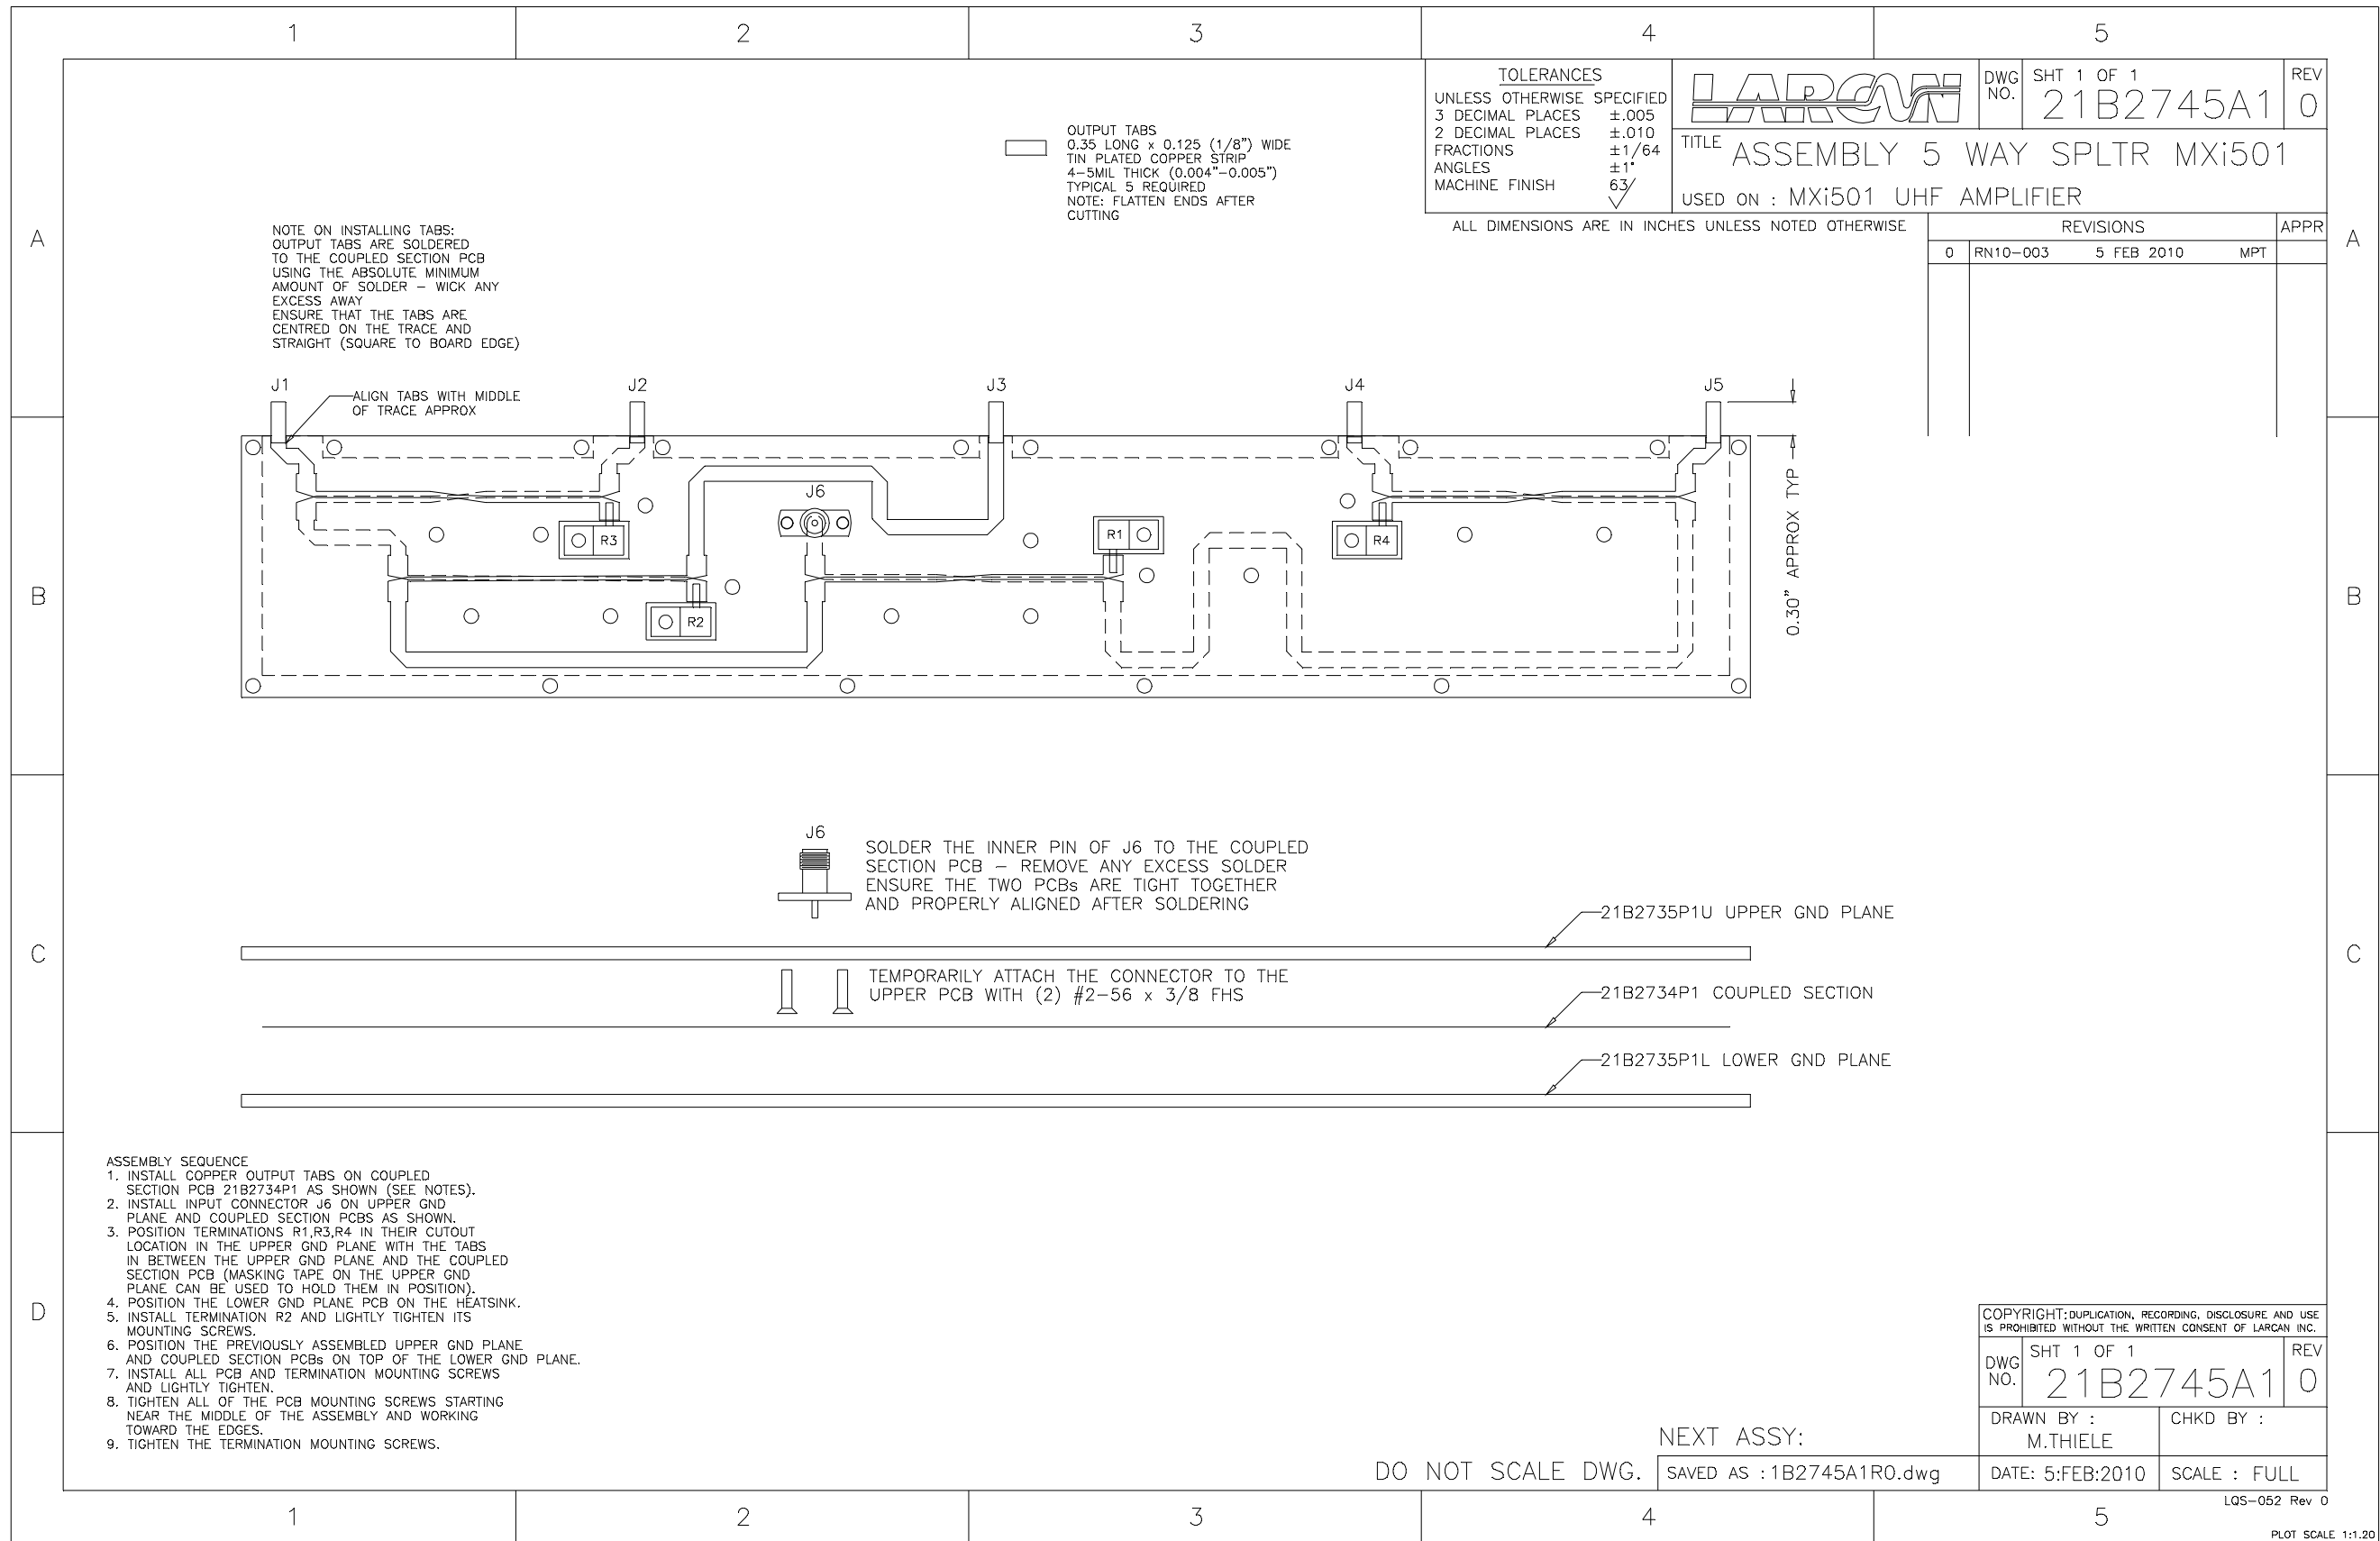 1 2 3 4 5
TOLERANCES
UNLESS OTHERWISE SPECIFIED
3 DECIMAL PLACES ±.005
2 DECIMAL PLACES ±.010
FRACTIONS ±1/64
ANGLES ±1°
MACHINE FINISH 63/
LARCAN
DWG NO.
SHT 1 OF 1
21B2745A1
REV
0
TITLE ASSEMBLY 5 WAY SPLTR MXi501
USED ON : MXi501 UHF AMPLIFIER
ALL DIMENSIONS ARE IN INCHES UNLESS NOTED OTHERWISE
REVISIONS APPR
0 RN10-003 5 FEB 2010 MPT
OUTPUT TABS
0.35 LONG x 0.125 (1/8") WIDE
TIN PLATED COPPER STRIP
4-5MIL THICK (0.004"-0.005")
TYPICAL 5 REQUIRED
NOTE: FLATTEN ENDS AFTER
CUTTING
A A
NOTE ON INSTALLING TABS:
OUTPUT TABS ARE SOLDERED
TO THE COUPLED SECTION PCB
USING THE ABSOLUTE MINIMUM
AMOUNT OF SOLDER - WICK ANY
EXCESS AWAY
ENSURE THAT THE TABS ARE
CENTRED ON THE TRACE AND
STRAIGHT (SQUARE TO BOARD EDGE)
J1 J2 J3 J4 J5
ALIGN TABS WITH MIDDLE
OF TRACE APPROX
J6
R3 R1 R4
R2
0.30" APPROX TYP
B B
J6
SOLDER THE INNER PIN OF J6 TO THE COUPLED
SECTION PCB - REMOVE ANY EXCESS SOLDER
ENSURE THE TWO PCBs ARE TIGHT TOGETHER
AND PROPERLY ALIGNED AFTER SOLDERING
21B2735P1U UPPER GND PLANE
C C
TEMPORARILY ATTACH THE CONNECTOR TO THE
UPPER PCB WITH (2) #2-56 x 3/8 FHS
21B2734P1 COUPLED SECTION
21B2735P1L LOWER GND PLANE
ASSEMBLY SEQUENCE
1. INSTALL COPPER OUTPUT TABS ON COUPLED
SECTION PCB 21B2734P1 AS SHOWN (SEE NOTES).
2. INSTALL INPUT CONNECTOR J6 ON UPPER GND
PLANE AND COUPLED SECTION PCBS AS SHOWN.
3. POSITION TERMINATIONS R1,R3,R4 IN THEIR CUTOUT
LOCATION IN THE UPPER GND PLANE WITH THE TABS
IN BETWEEN THE UPPER GND PLANE AND THE COUPLED
SECTION PCB (MASKING TAPE ON THE UPPER GND
PLANE CAN BE USED TO HOLD THEM IN POSITION).
4. POSITION THE LOWER GND PLANE PCB ON THE HEATSINK.
5. INSTALL TERMINATION R2 AND LIGHTLY TIGHTEN ITS
MOUNTING SCREWS.
6. POSITION THE PREVIOUSLY ASSEMBLED UPPER GND PLANE
AND COUPLED SECTION PCBs ON TOP OF THE LOWER GND PLANE.
7. INSTALL ALL PCB AND TERMINATION MOUNTING SCREWS
AND LIGHTLY TIGHTEN.
8. TIGHTEN ALL OF THE PCB MOUNTING SCREWS STARTING
NEAR THE MIDDLE OF THE ASSEMBLY AND WORKING
TOWARD THE EDGES.
9. TIGHTEN THE TERMINATION MOUNTING SCREWS.
D
COPYRIGHT: DUPLICATION, RECORDING, DISCLOSURE AND USE
IS PROHIBITED WITHOUT THE WRITTEN CONSENT OF LARCAN INC.
DWG NO.
SHT 1 OF 1
21B2745A1
REV
0
DRAWN BY :
M.THIELE
CHKD BY :
NEXT ASSY:
DO NOT SCALE DWG.
SAVED AS :1B2745A1R0.dwg
DATE: 5:FEB:2010
SCALE : FULL
LQS-052 Rev 0
1 2 3 4 5
PLOT SCALE 1:1.20